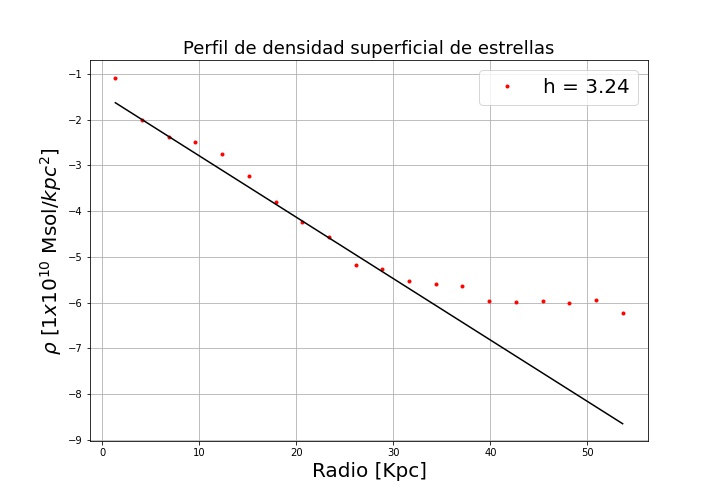 Perfil de densidad superficial de estrellas
h = 3.24
−1
−2
−3
−4
−5
−6
−7
−8
−9
ρ [1x10^10 Msol/kpc^2]
0 10 20 30 40 50
Radio [Kpc]